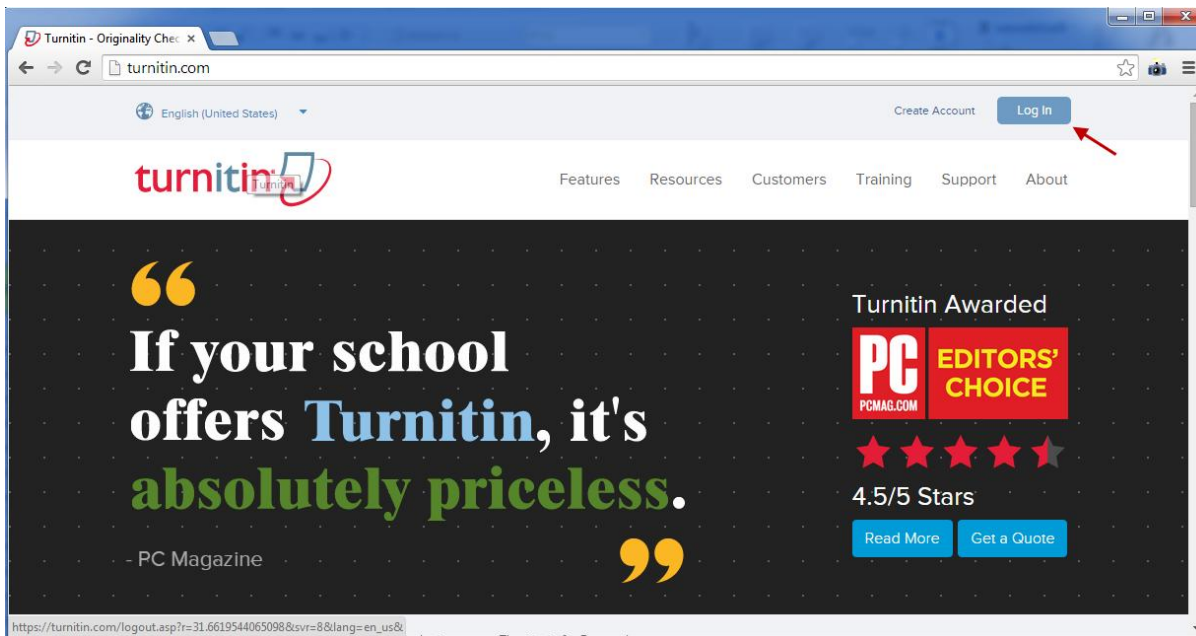 Turnitin - Originality Chec
turnitin.com
English (United States)
Create Account
Log In
turnitin
Turnitin
Features Resources Customers Training Support About
“
If your school
offers Turnitin, it's
absolutely priceless.
- PC Magazine
”
Turnitin Awarded
PC
PCMAG.COM
EDITORS'
CHOICE
4.5/5 Stars
Read More Get a Quote
https://turnitin.com/logout.asp?r=31.6619544065098&svr=8&lang=en_us&